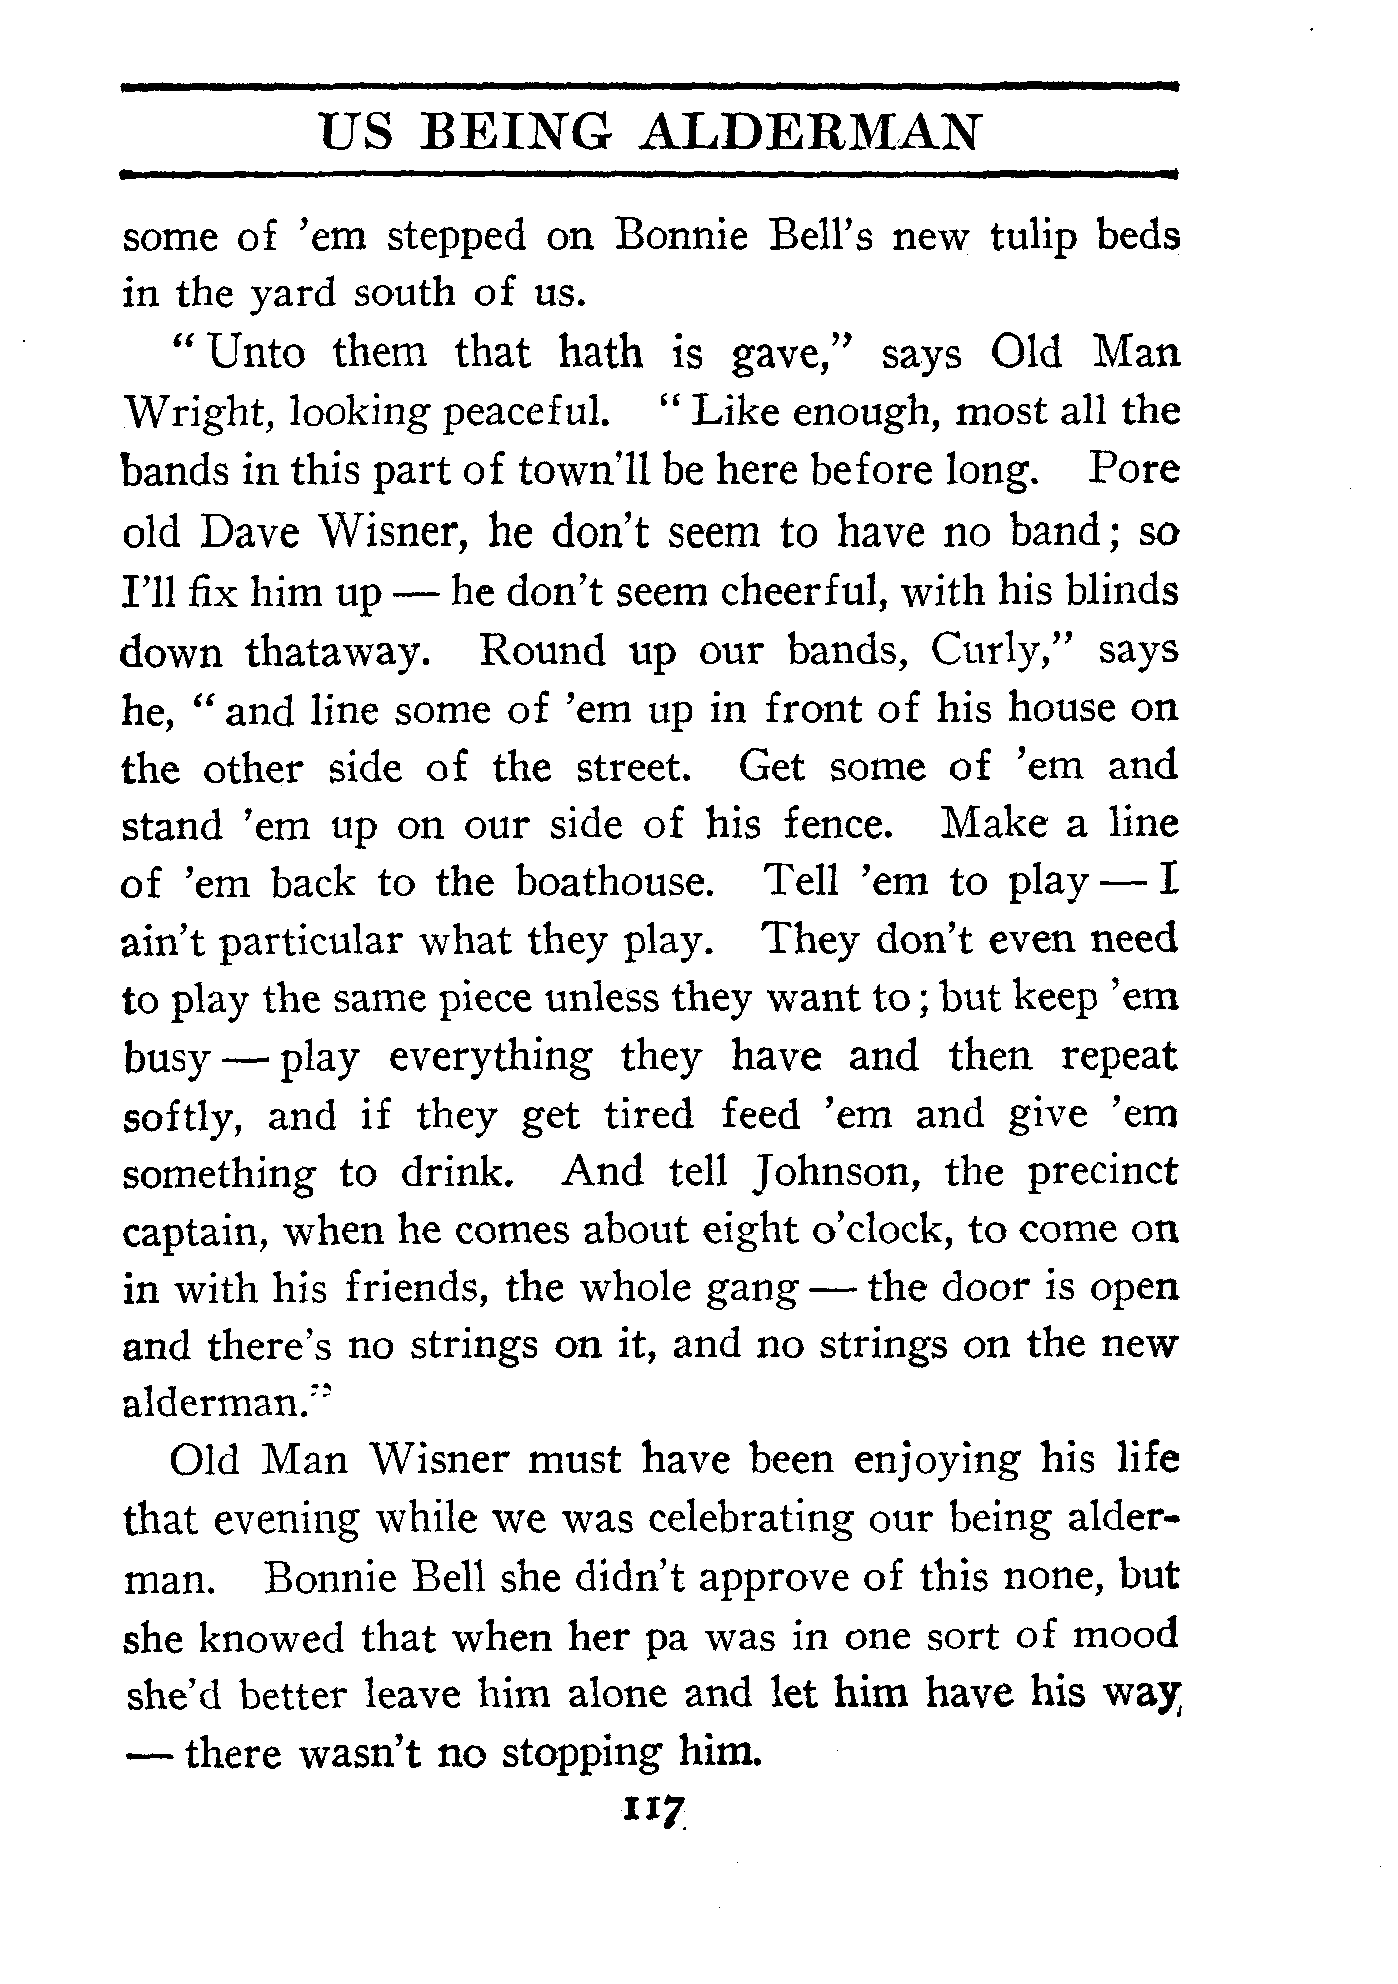 US BEING ALDERMAN
some of 'em stepped on Bonnie Bell's new tulip beds
in the yard south of us.
“Unto them that hath is gave,” says Old Man
Wright, looking peaceful. “Like enough, most all the
bands in this part of town'll be here before long. Pore
old Dave Wisner, he don't seem to have no band; so
I'll fix him up — he don't seem cheerful, with his blinds
down thataway. Round up our bands, Curly,” says
he, “and line some of 'em up in front of his house on
the other side of the street. Get some of 'em and
stand 'em up on our side of his fence. Make a line
of 'em back to the boathouse. Tell 'em to play — I
ain't particular what they play. They don't even need
to play the same piece unless they want to; but keep 'em
busy — play everything they have and then repeat
softly, and if they get tired feed 'em and give 'em
something to drink. And tell Johnson, the precinct
captain, when he comes about eight o'clock, to come on
in with his friends, the whole gang — the door is open
and there's no strings on it, and no strings on the new
alderman.”
Old Man Wisner must have been enjoying his life
that evening while we was celebrating our being alder-
man. Bonnie Bell she didn't approve of this none, but
she knowed that when her pa was in one sort of mood
she'd better leave him alone and let him have his way,
— there wasn't no stopping him.
117